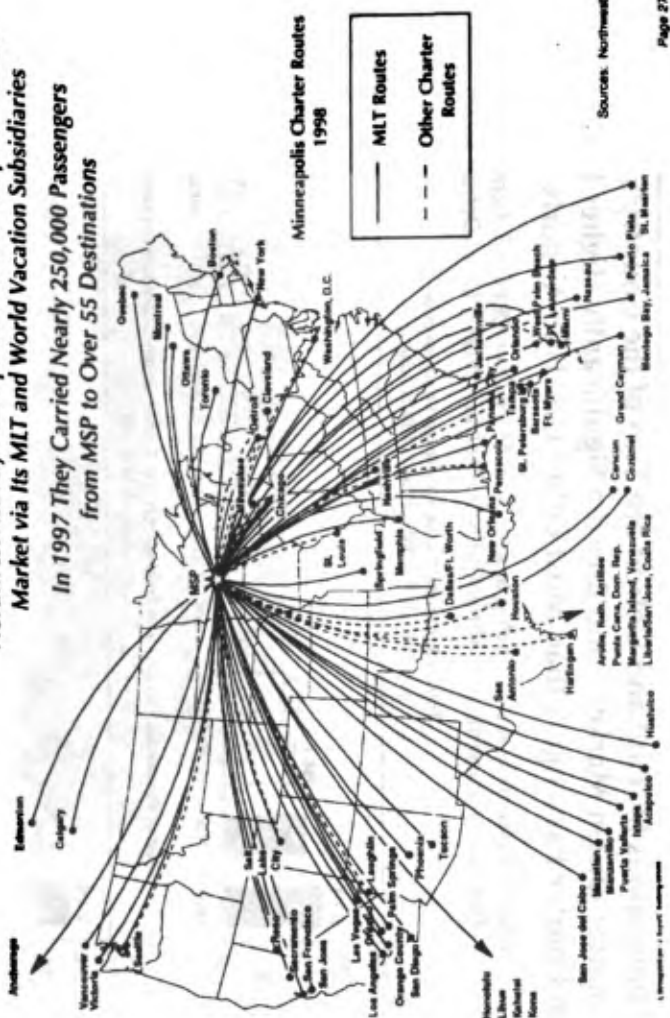 Market via Its MLT and World Vacation Subsidiaries
In 1997 They Carried Nearly 250,000 Passengers
from MSP to Over 55 Destinations
Minneapolis Charter Routes
1998
MLT Routes
Other Charter
Routes
Anchorage
Edmonton
Calgary
Vancouver
Victoria
Seattle
MSP
Quebec
Montreal
Ottawa
Toronto
Boston
New York
Detroit
Cleveland
Washington, D.C.
Milwaukee
Chicago
Salt
Lake
City
Reno
Sacramento
San Francisco
San Jose
Las Vegas
Laughlin
Los Angeles
Ontario
Orange County
Palm Springs
San Diego
Phoenix
Tucson
St.
Louis
Springfield
Memphis
Nashville
Dallas/Ft. Worth
New Orleans
Houston
San
Antonio
Harlingen
Pensacola
Jacksonville
Orlando
Tampa
St. Petersburg
Sarasota
Ft. Myers
West Palm Beach
Ft. Lauderdale
Miami
Nassau
Honolulu
Lihue
Kahului
Kona
San Jose del Cabo
Mazatlan
Manzanillo
Puerto Vallarta
Ixtapa
Acapulco
Huatulco
Aruba, Neth. Antilles
Punta Cana, Dom. Rep.
Margarita Island, Venezuela
Liberia/San Jose, Costa Rica
Cancun
Cozumel
Grand Cayman
Montego Bay, Jamaica
Puerto Plata
St. Maarten
Sources: Northwest
Page 27